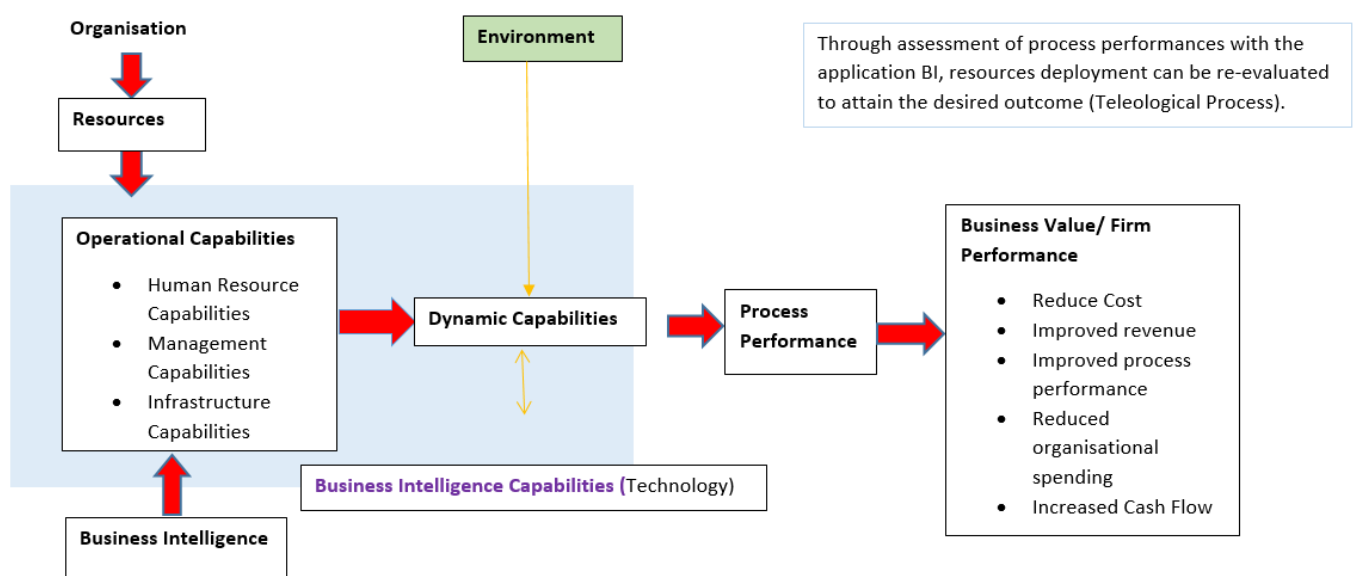 Organisation
Environment
Through assessment of process performances with the
application BI, resources deployment can be re-evaluated
to attain the desired outcome (Teleological Process).
Resources
Operational Capabilities
• Human Resource
Capabilities
• Management
Capabilities
• Infrastructure
Capabilities
Dynamic Capabilities
Process
Performance
Business Value/ Firm
Performance
• Reduce Cost
• Improved revenue
• Improved process
performance
• Reduced
organisational
spending
• Increased Cash Flow
Business Intelligence Capabilities (Technology)
Business Intelligence